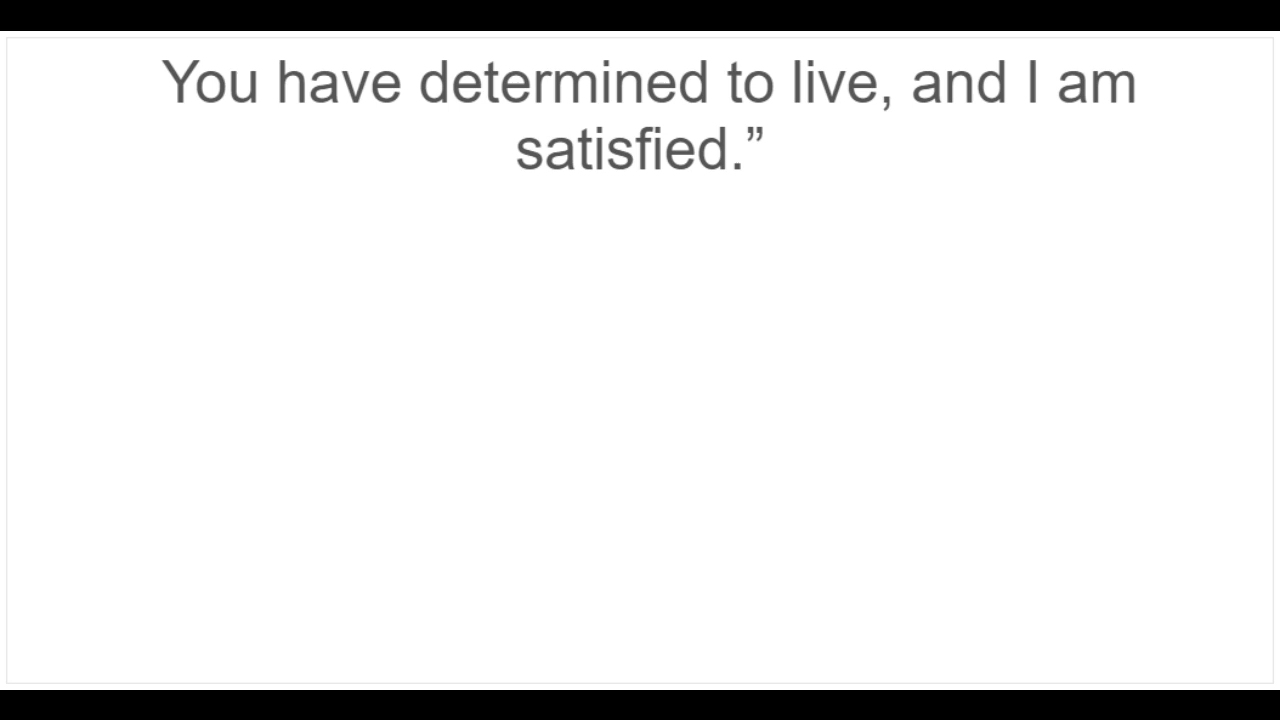 You have determined to live, and I am
satisfied.”